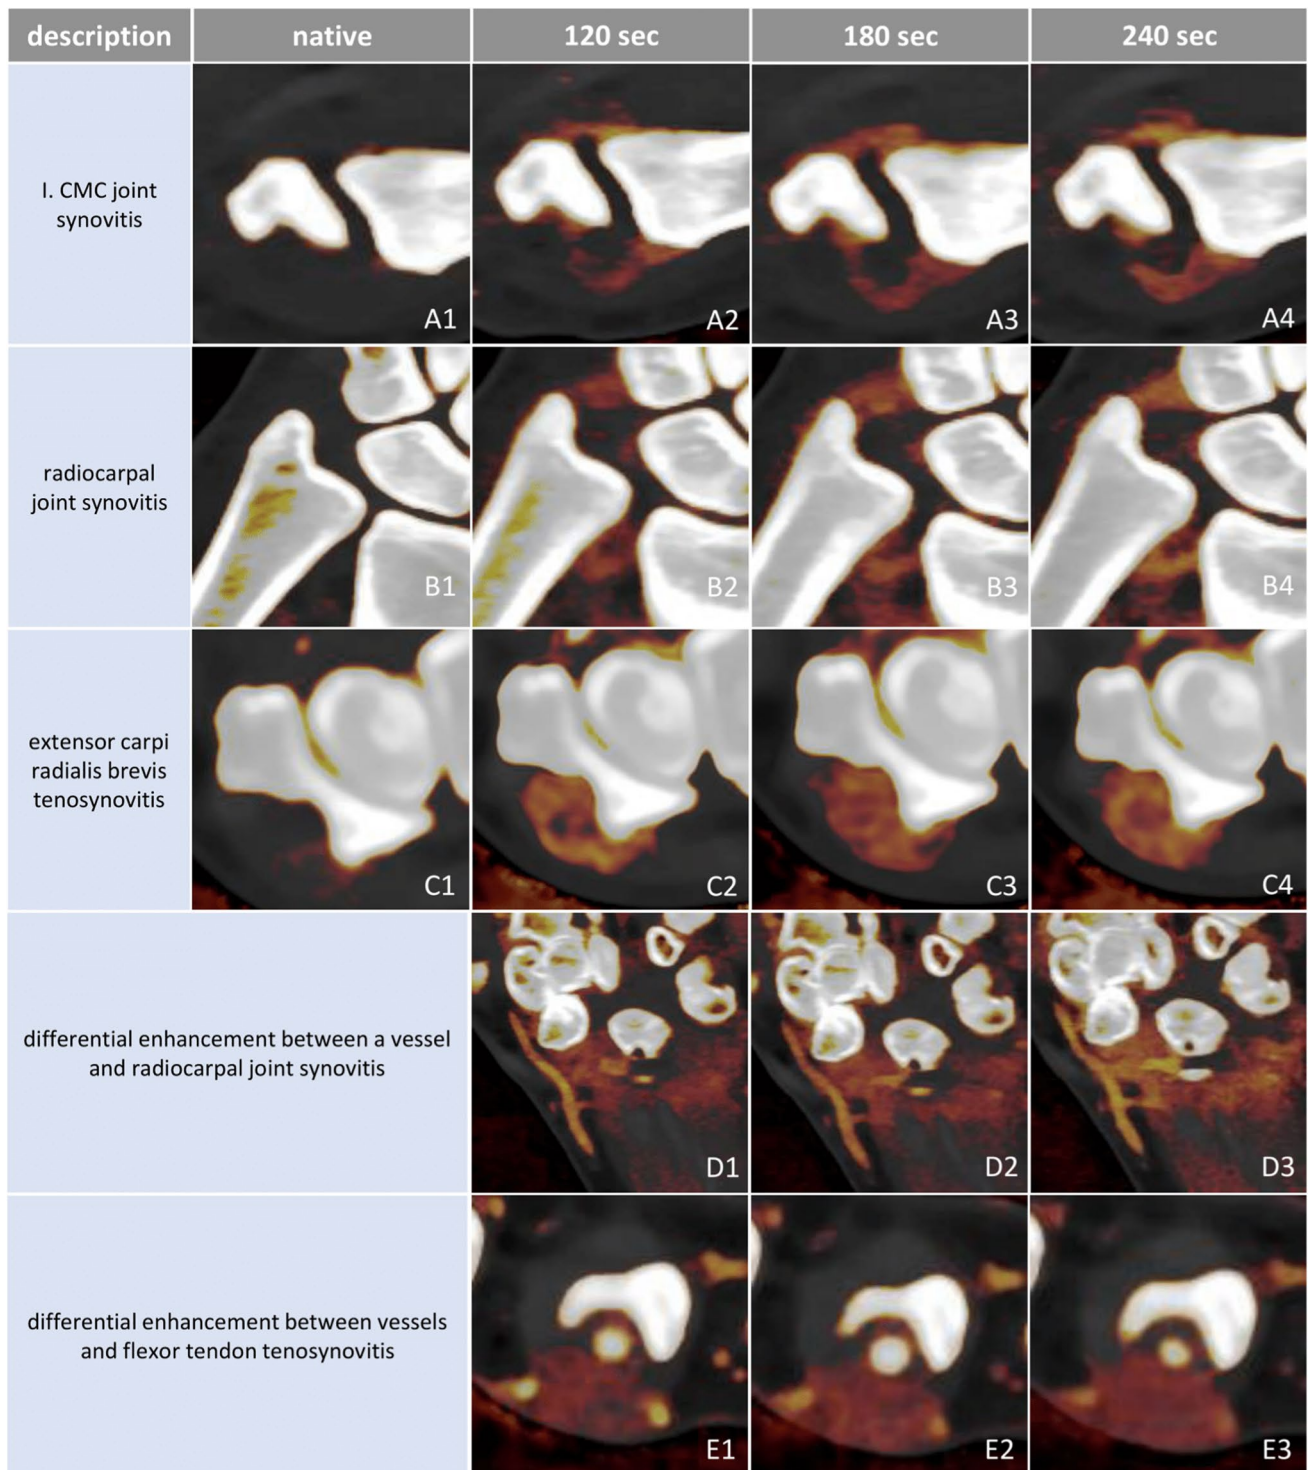 description native 120 sec 180 sec 240 sec
I. CMC joint
synovitis
A1 A2 A3 A4
radiocarpal
joint synovitis
B1 B2 B3 B4
extensor carpi
radialis brevis
tenosynovitis
C1 C2 C3 C4
differential enhancement between a vessel
and radiocarpal joint synovitis
D1 D2 D3
differential enhancement between vessels
and flexor tendon tenosynovitis
E1 E2 E3